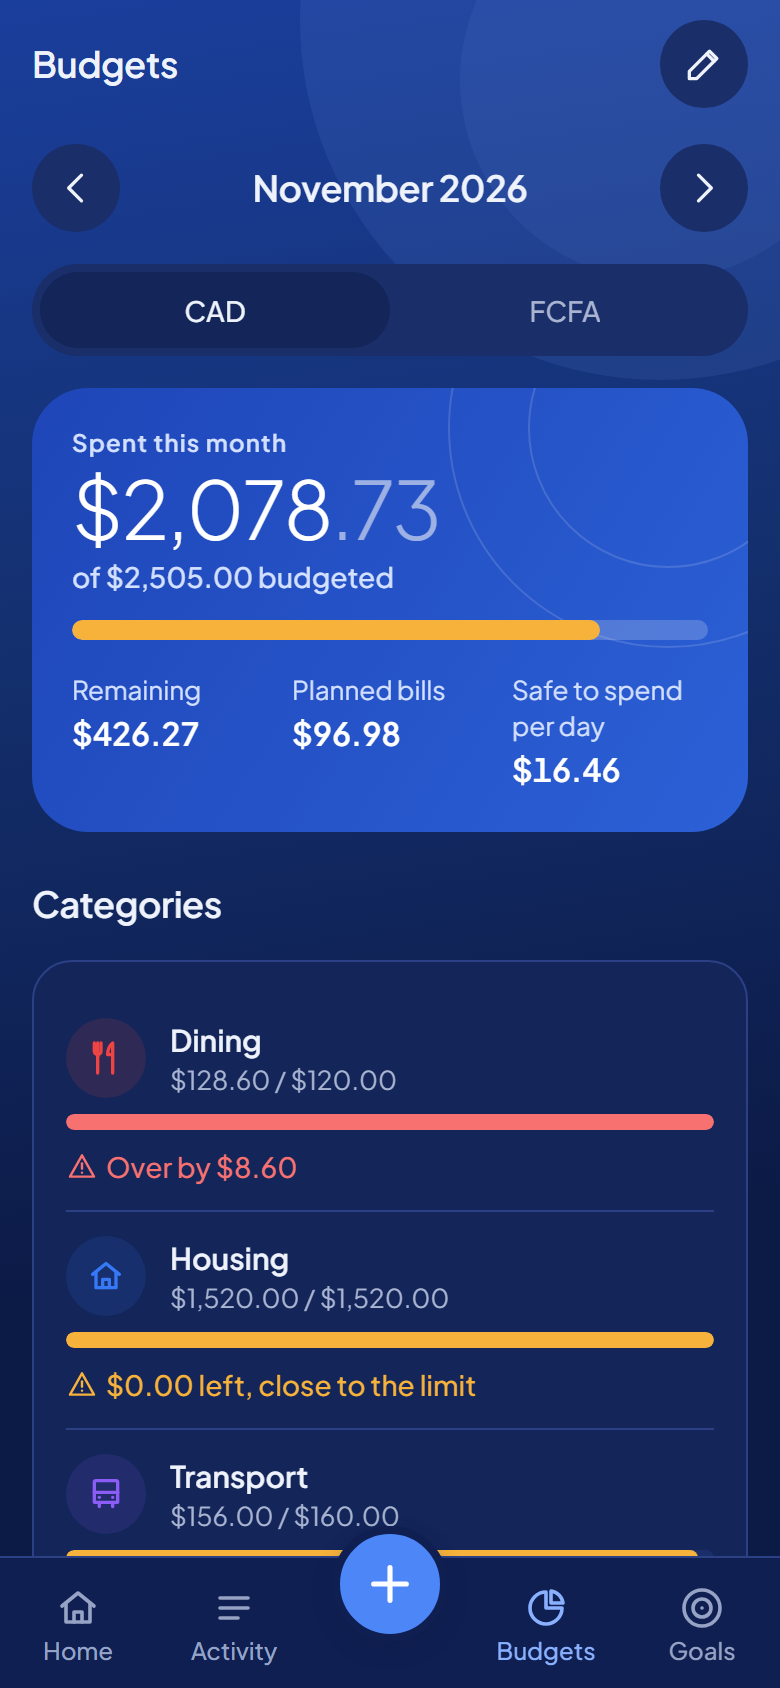 Budgets
November 2026
CAD
FCFA
Spent this month
$2,078.73
of $2,505.00 budgeted
Remaining
$426.27
Planned bills
$96.98
Safe to spend
per day
$16.46
Categories
Dining
$128.60 / $120.00
Over by $8.60
Housing
$1,520.00 / $1,520.00
$0.00 left, close to the limit
Transport
$156.00 / $160.00
Home
Activity
Budgets
Goals